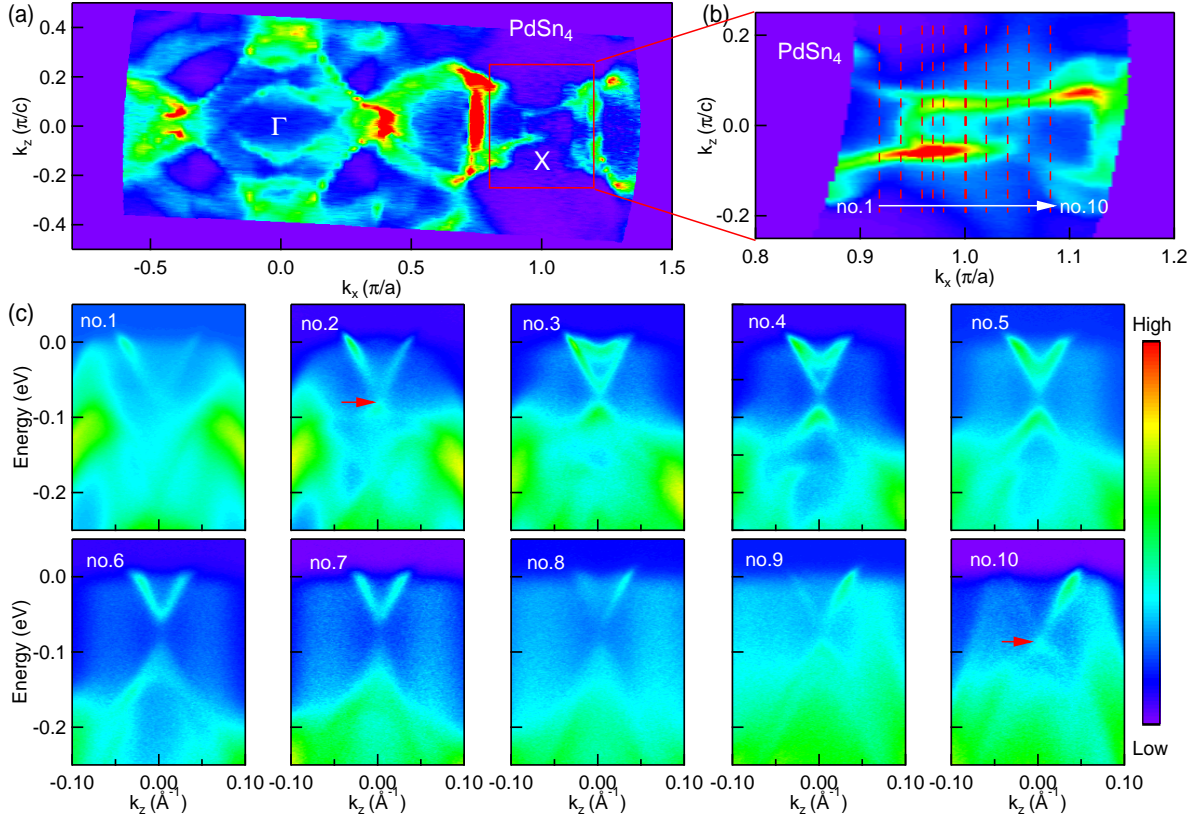 (a)
PdSn4
Γ
X
0.4
0.2
0.0
-0.2
-0.4
kz (π/c)
-0.5
0.0
0.5
1.0
1.5
kx (π/a)
(b)
PdSn4
no.1
no.10
0.2
0.0
-0.2
kz (π/c)
0.8
0.9
1.0
1.1
1.2
kx (π/a)
(c)
no.1
no.2
no.3
no.4
no.5
0.0
-0.1
-0.2
Energy (eV)
no.6
no.7
no.8
no.9
no.10
0.0
-0.1
-0.2
Energy (eV)
-0.10 0.00 0.10
kz (Å-1)
-0.10 0.00 0.10
kz (Å-1)
-0.10 0.00 0.10
kz (Å-1)
-0.10 0.00 0.10
kz (Å-1)
-0.10 0.00 0.10
kz (Å-1)
High
Low